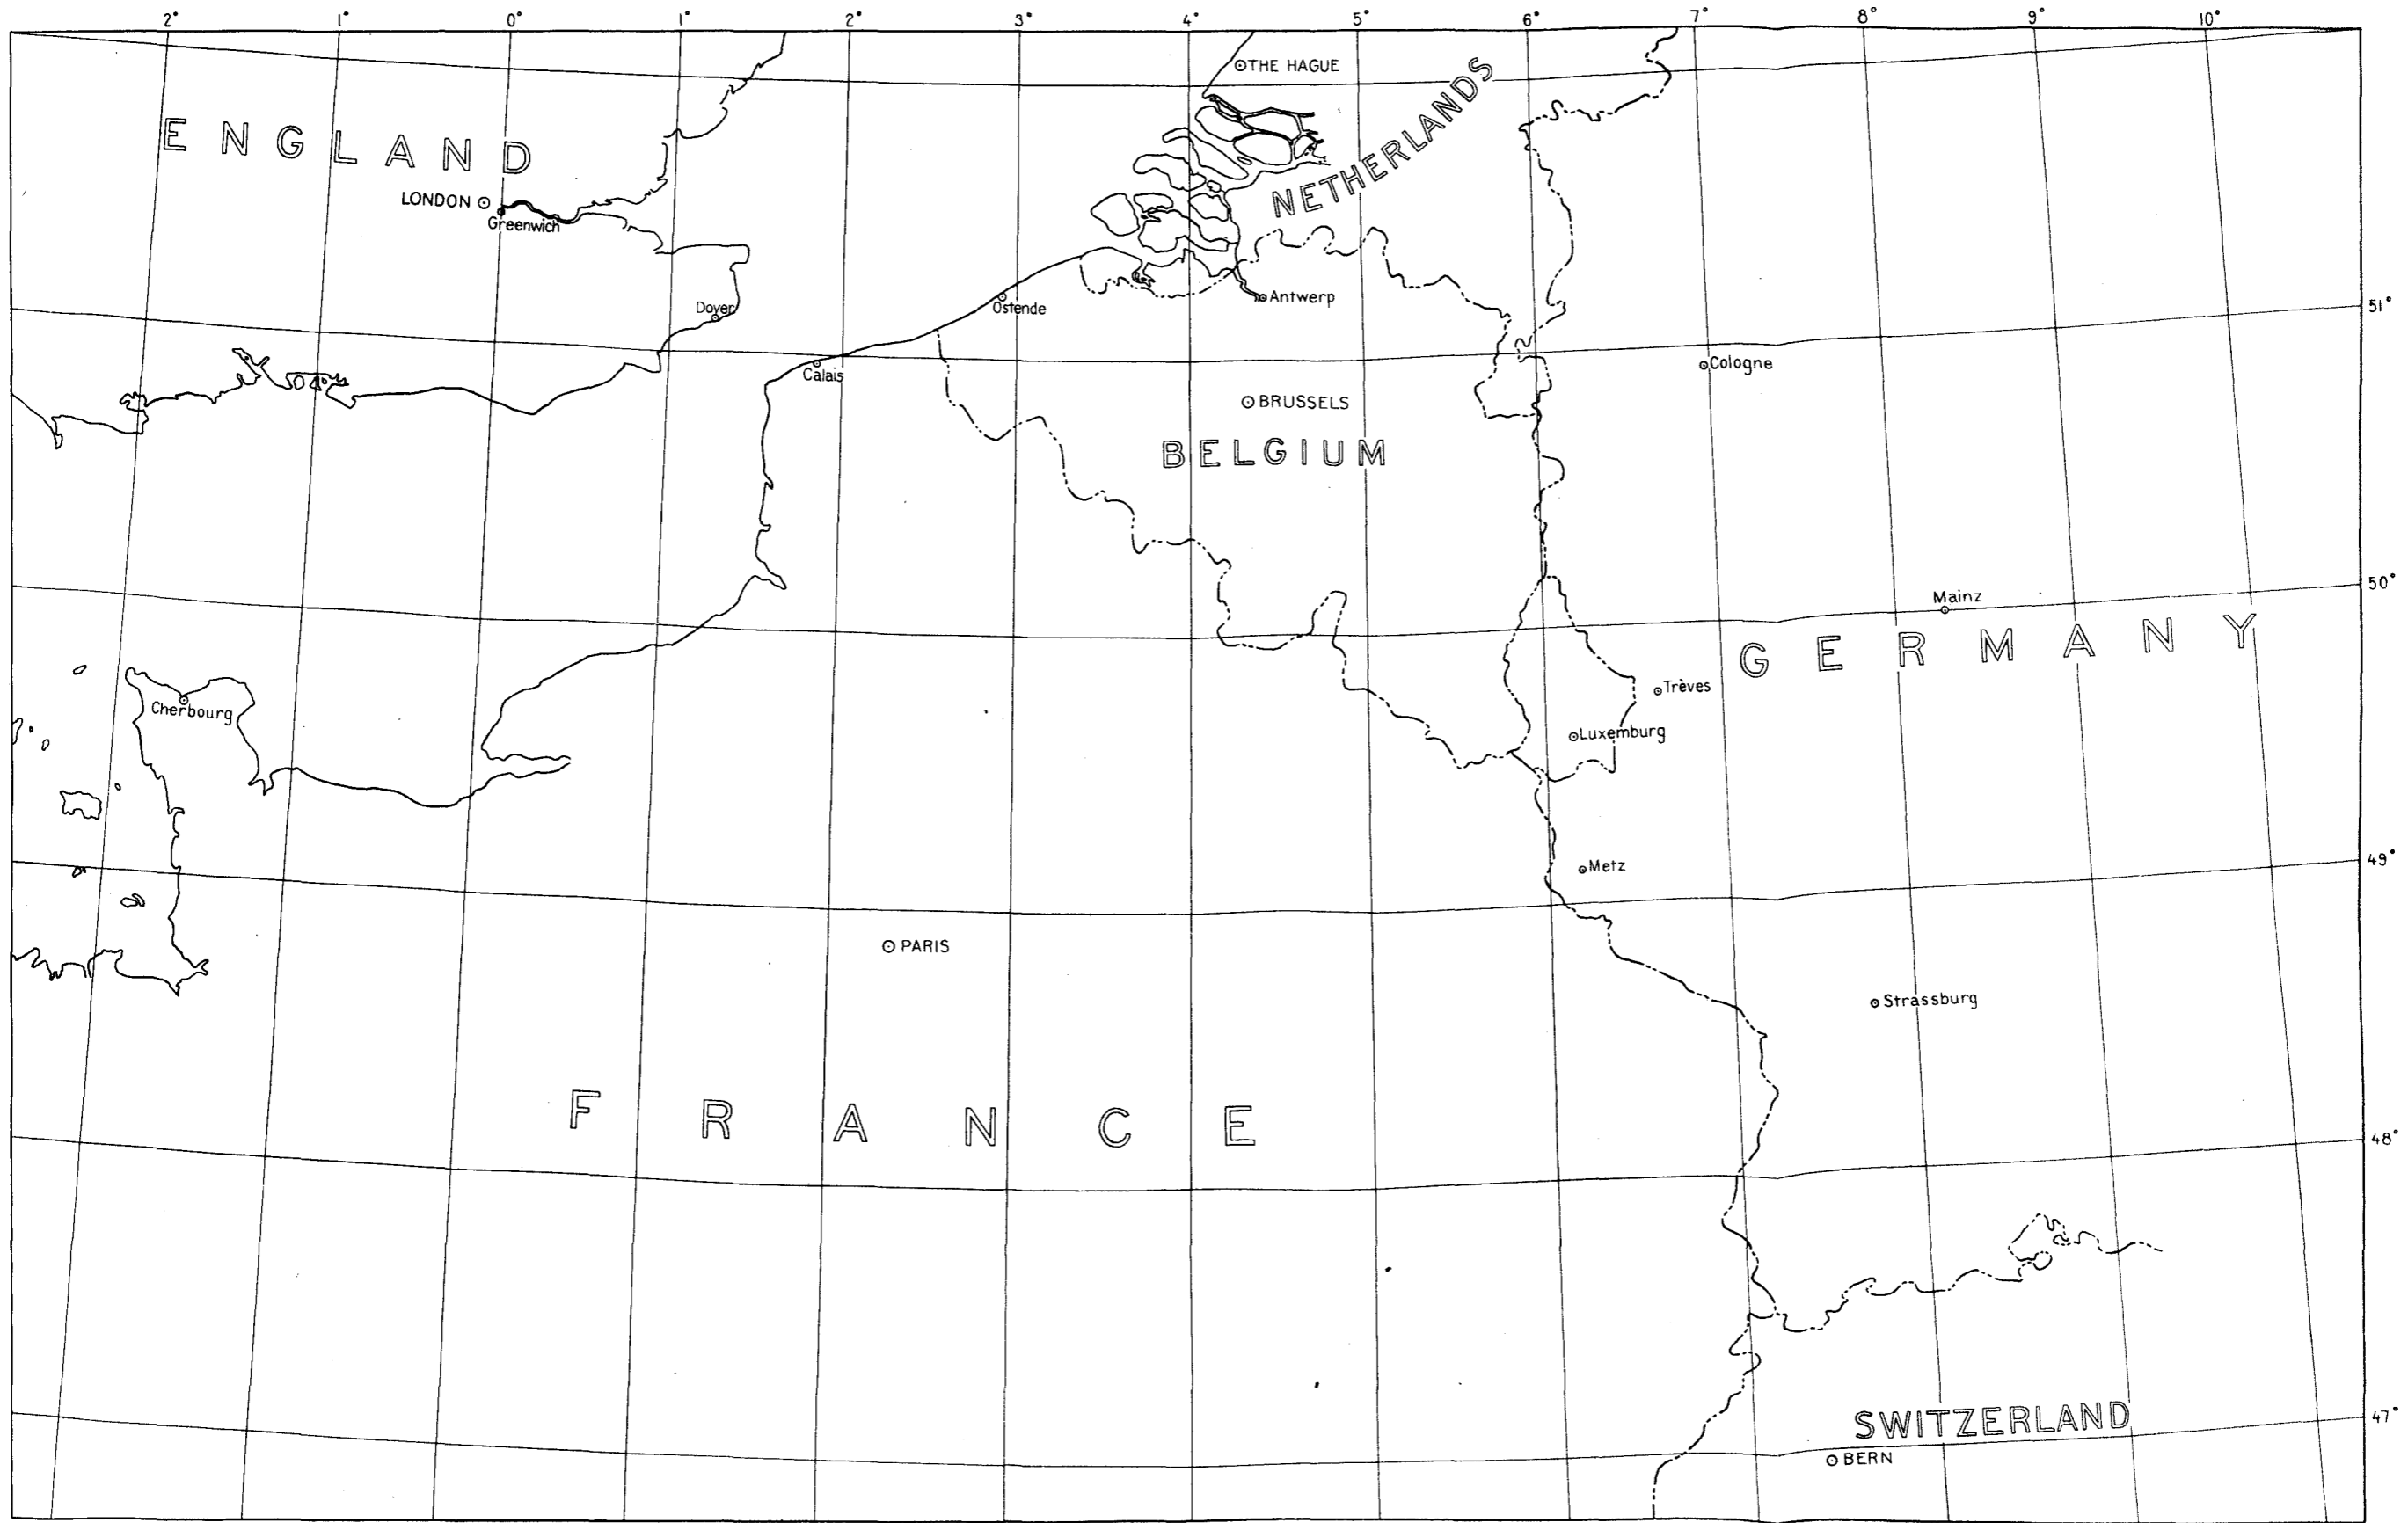 2° 1° 0° 1° 2° 3° 4° 5° 6° 7° 8° 9° 10°
THE HAGUE
NETHERLANDS
ENGLAND
LONDON
Greenwich
Antwerp
Ostende
Dover
51°
Cologne
Calais
BRUSSELS
BELGIUM
50°
Mainz
GERMANY
Trèves
Cherbourg
Luxemburg
49°
Metz
PARIS
Strassburg
FRANCE
48°
47°
SWITZERLAND
BERN